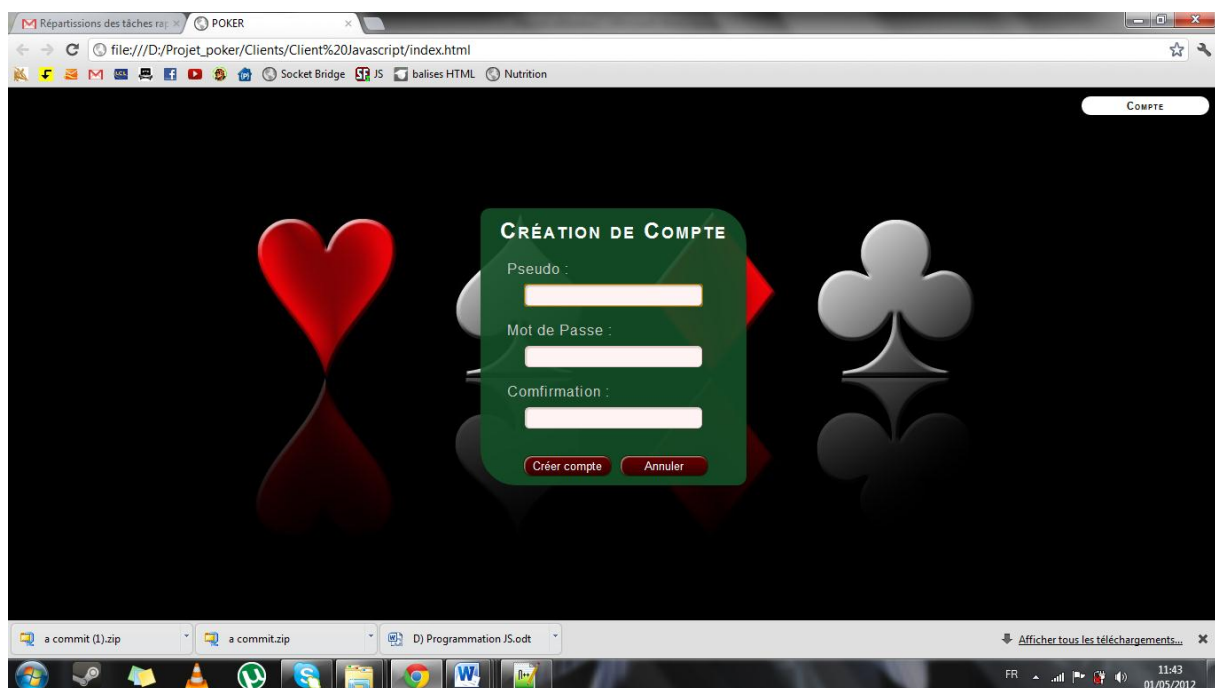 Répartissions des tâches rap
POKER
file:///D:/Projet_poker/Clients/Client%20Javascript/index.html
Socket Bridge JS balises HTML Nutrition
Compte
Création de Compte
Pseudo :
Mot de Passe :
Comfirmation :
Créer compte Annuler
a commit (1).zip a commit.zip D) Programmation JS.odt Afficher tous les téléchargements...
FR 11:43
01/05/2012